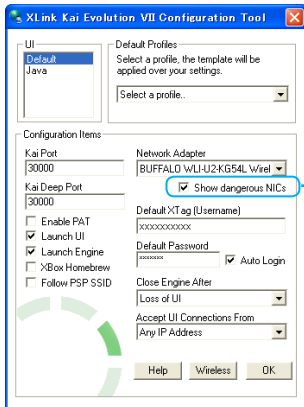 XLink Kai Evolution VII Configuration Tool
UI
Default
Java
Default Profiles
Select a profile, the template will be
applied over your settings.
Select a profile..
Configuration Items
Kai Port
30000
Kai Deep Port
30000
Enable PAT
Launch UI
Launch Engine
XBox Homebrew
Follow PSP SSID
Network Adapter
BUFFALO WLI-U2-KG54L Wirel
Show dangerous NICs
Default XTag (Username)
xxxxxxxxxx
Default Password
xxxxxxx
Auto Login
Close Engine After
Loss of UI
Accept UI Connections From
Any IP Address
Help
Wireless
OK